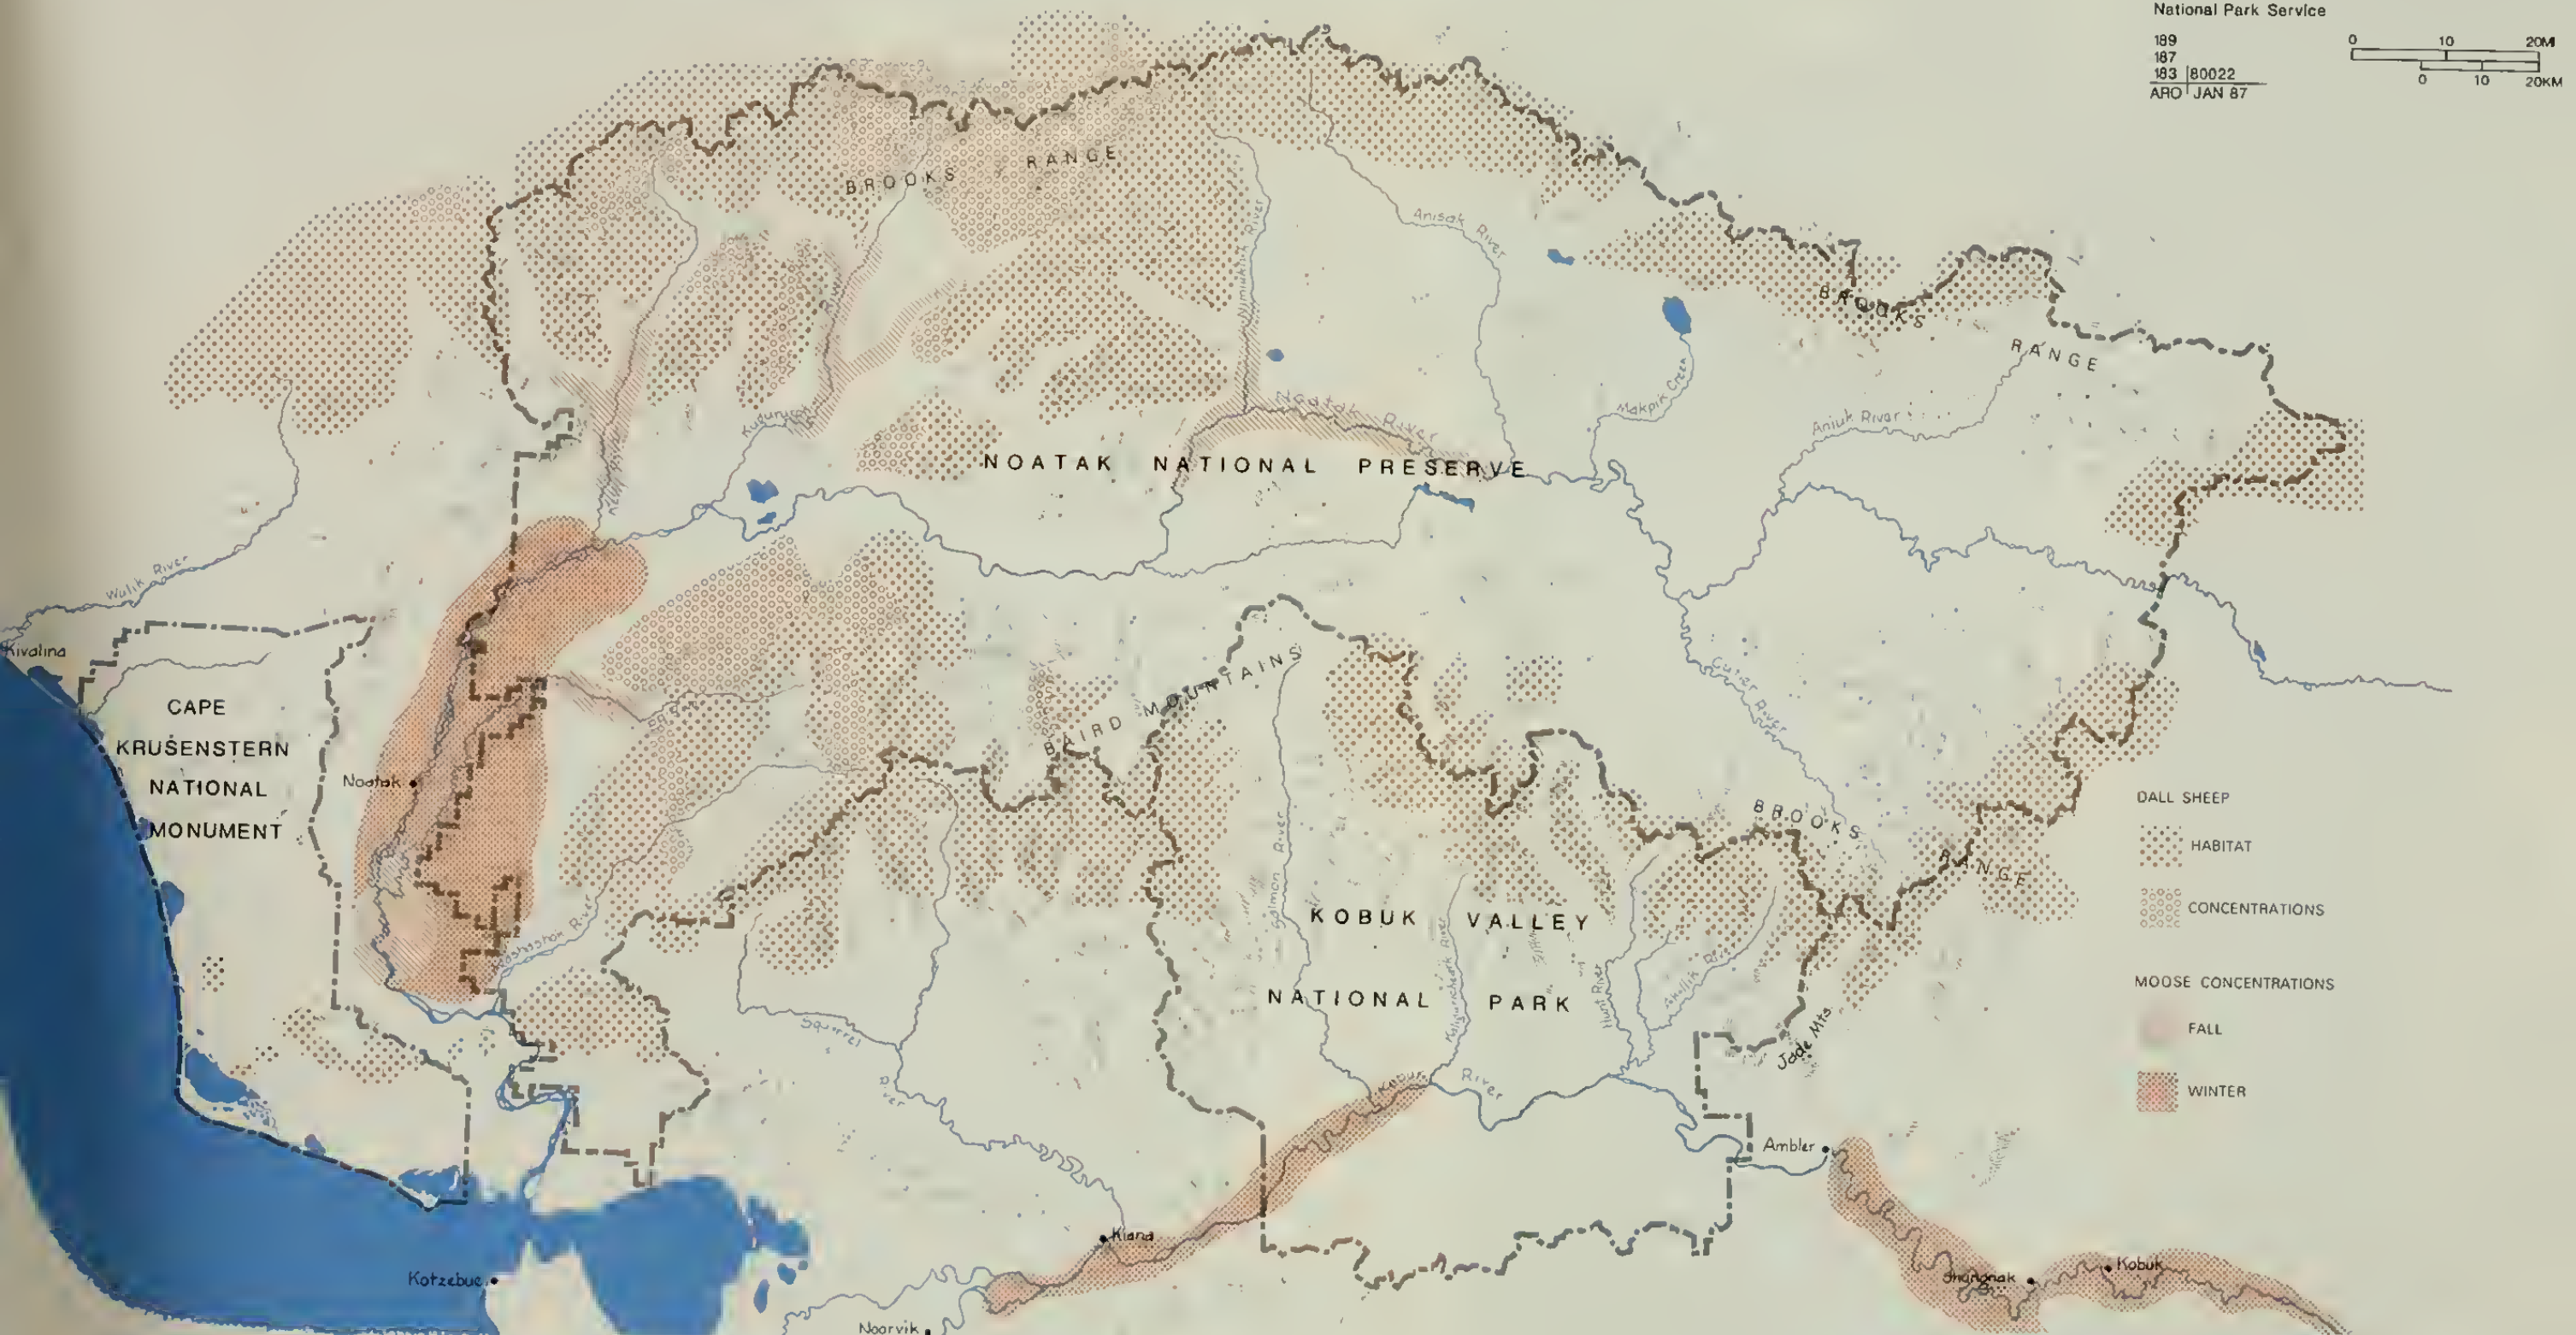 National Park Service
189
187
183 80022
ARO JAN 87
0 10 20MI
0 10 20KM
BROOKS RANGE
Anisak River
Nimiuktuk River
River
BROOKS
RANGE
Makpik Creek
Aniuk River
Noatak River
NOATAK NATIONAL PRESERVE
Wulik River
Kivalina
CAPE
KRUSENSTERN
NATIONAL
MONUMENT
Noatak
BAIRD MOUNTAINS
Cutler River
BROOKS
RANGE
Salmon River
KOBUK VALLEY
NATIONAL PARK
Hunt River
River
Squirrel
River
Kobuk River
Jade Mts
Ambler
Kiana
Kotzebue
Noorvik
Shungnak
Kobuk
DALL SHEEP
HABITAT
CONCENTRATIONS
MOOSE CONCENTRATIONS
FALL
WINTER